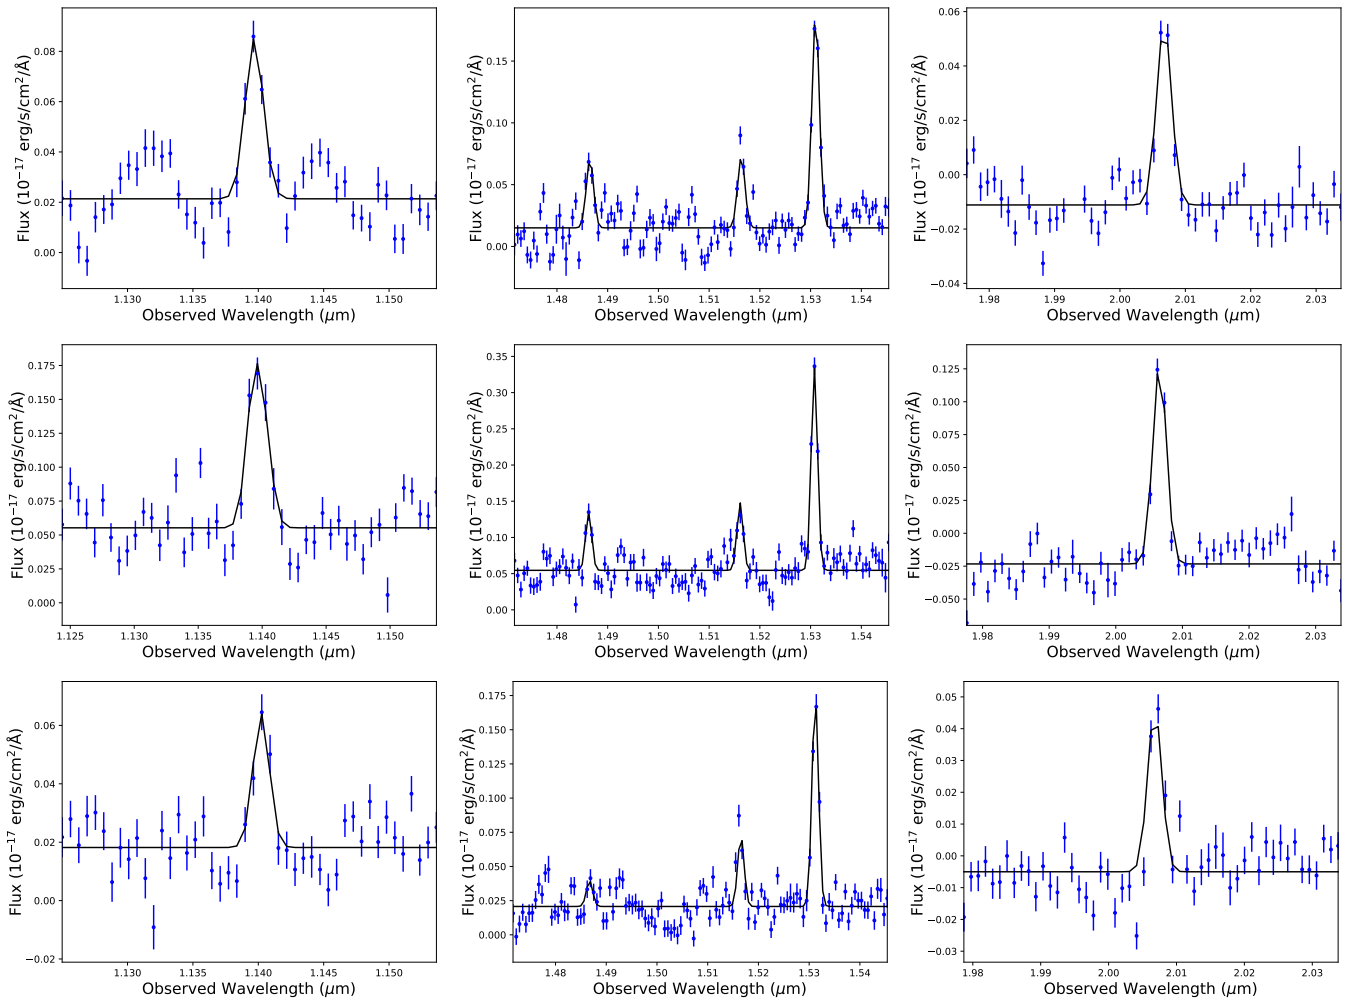 0.08
0.06
0.04
0.02
0.00
1.130 1.135 1.140 1.145 1.150
Observed Wavelength (μm)
Flux (10⁻¹⁷ erg/s/cm²/Å)
0.15
0.10
0.05
0.00
1.48 1.49 1.50 1.51 1.52 1.53 1.54
Observed Wavelength (μm)
Flux (10⁻¹⁷ erg/s/cm²/Å)
0.06
0.04
0.02
0.00
−0.02
−0.04
1.98 1.99 2.00 2.01 2.02 2.03
Observed Wavelength (μm)
Flux (10⁻¹⁷ erg/s/cm²/Å)
0.175
0.150
0.125
0.100
0.075
0.050
0.025
0.000
1.125 1.130 1.135 1.140 1.145 1.150
Observed Wavelength (μm)
Flux (10⁻¹⁷ erg/s/cm²/Å)
0.35
0.30
0.25
0.20
0.15
0.10
0.05
0.00
1.48 1.49 1.50 1.51 1.52 1.53 1.54
Observed Wavelength (μm)
Flux (10⁻¹⁷ erg/s/cm²/Å)
0.125
0.100
0.075
0.050
0.025
0.000
−0.025
−0.050
1.98 1.99 2.00 2.01 2.02 2.03
Observed Wavelength (μm)
Flux (10⁻¹⁷ erg/s/cm²/Å)
0.06
0.04
0.02
0.00
−0.02
1.130 1.135 1.140 1.145 1.150
Observed Wavelength (μm)
Flux (10⁻¹⁷ erg/s/cm²/Å)
0.175
0.150
0.125
0.100
0.075
0.050
0.025
0.000
1.48 1.49 1.50 1.51 1.52 1.53 1.54
Observed Wavelength (μm)
Flux (10⁻¹⁷ erg/s/cm²/Å)
0.05
0.04
0.03
0.02
0.01
0.00
−0.01
−0.02
−0.03
1.98 1.99 2.00 2.01 2.02 2.03
Observed Wavelength (μm)
Flux (10⁻¹⁷ erg/s/cm²/Å)